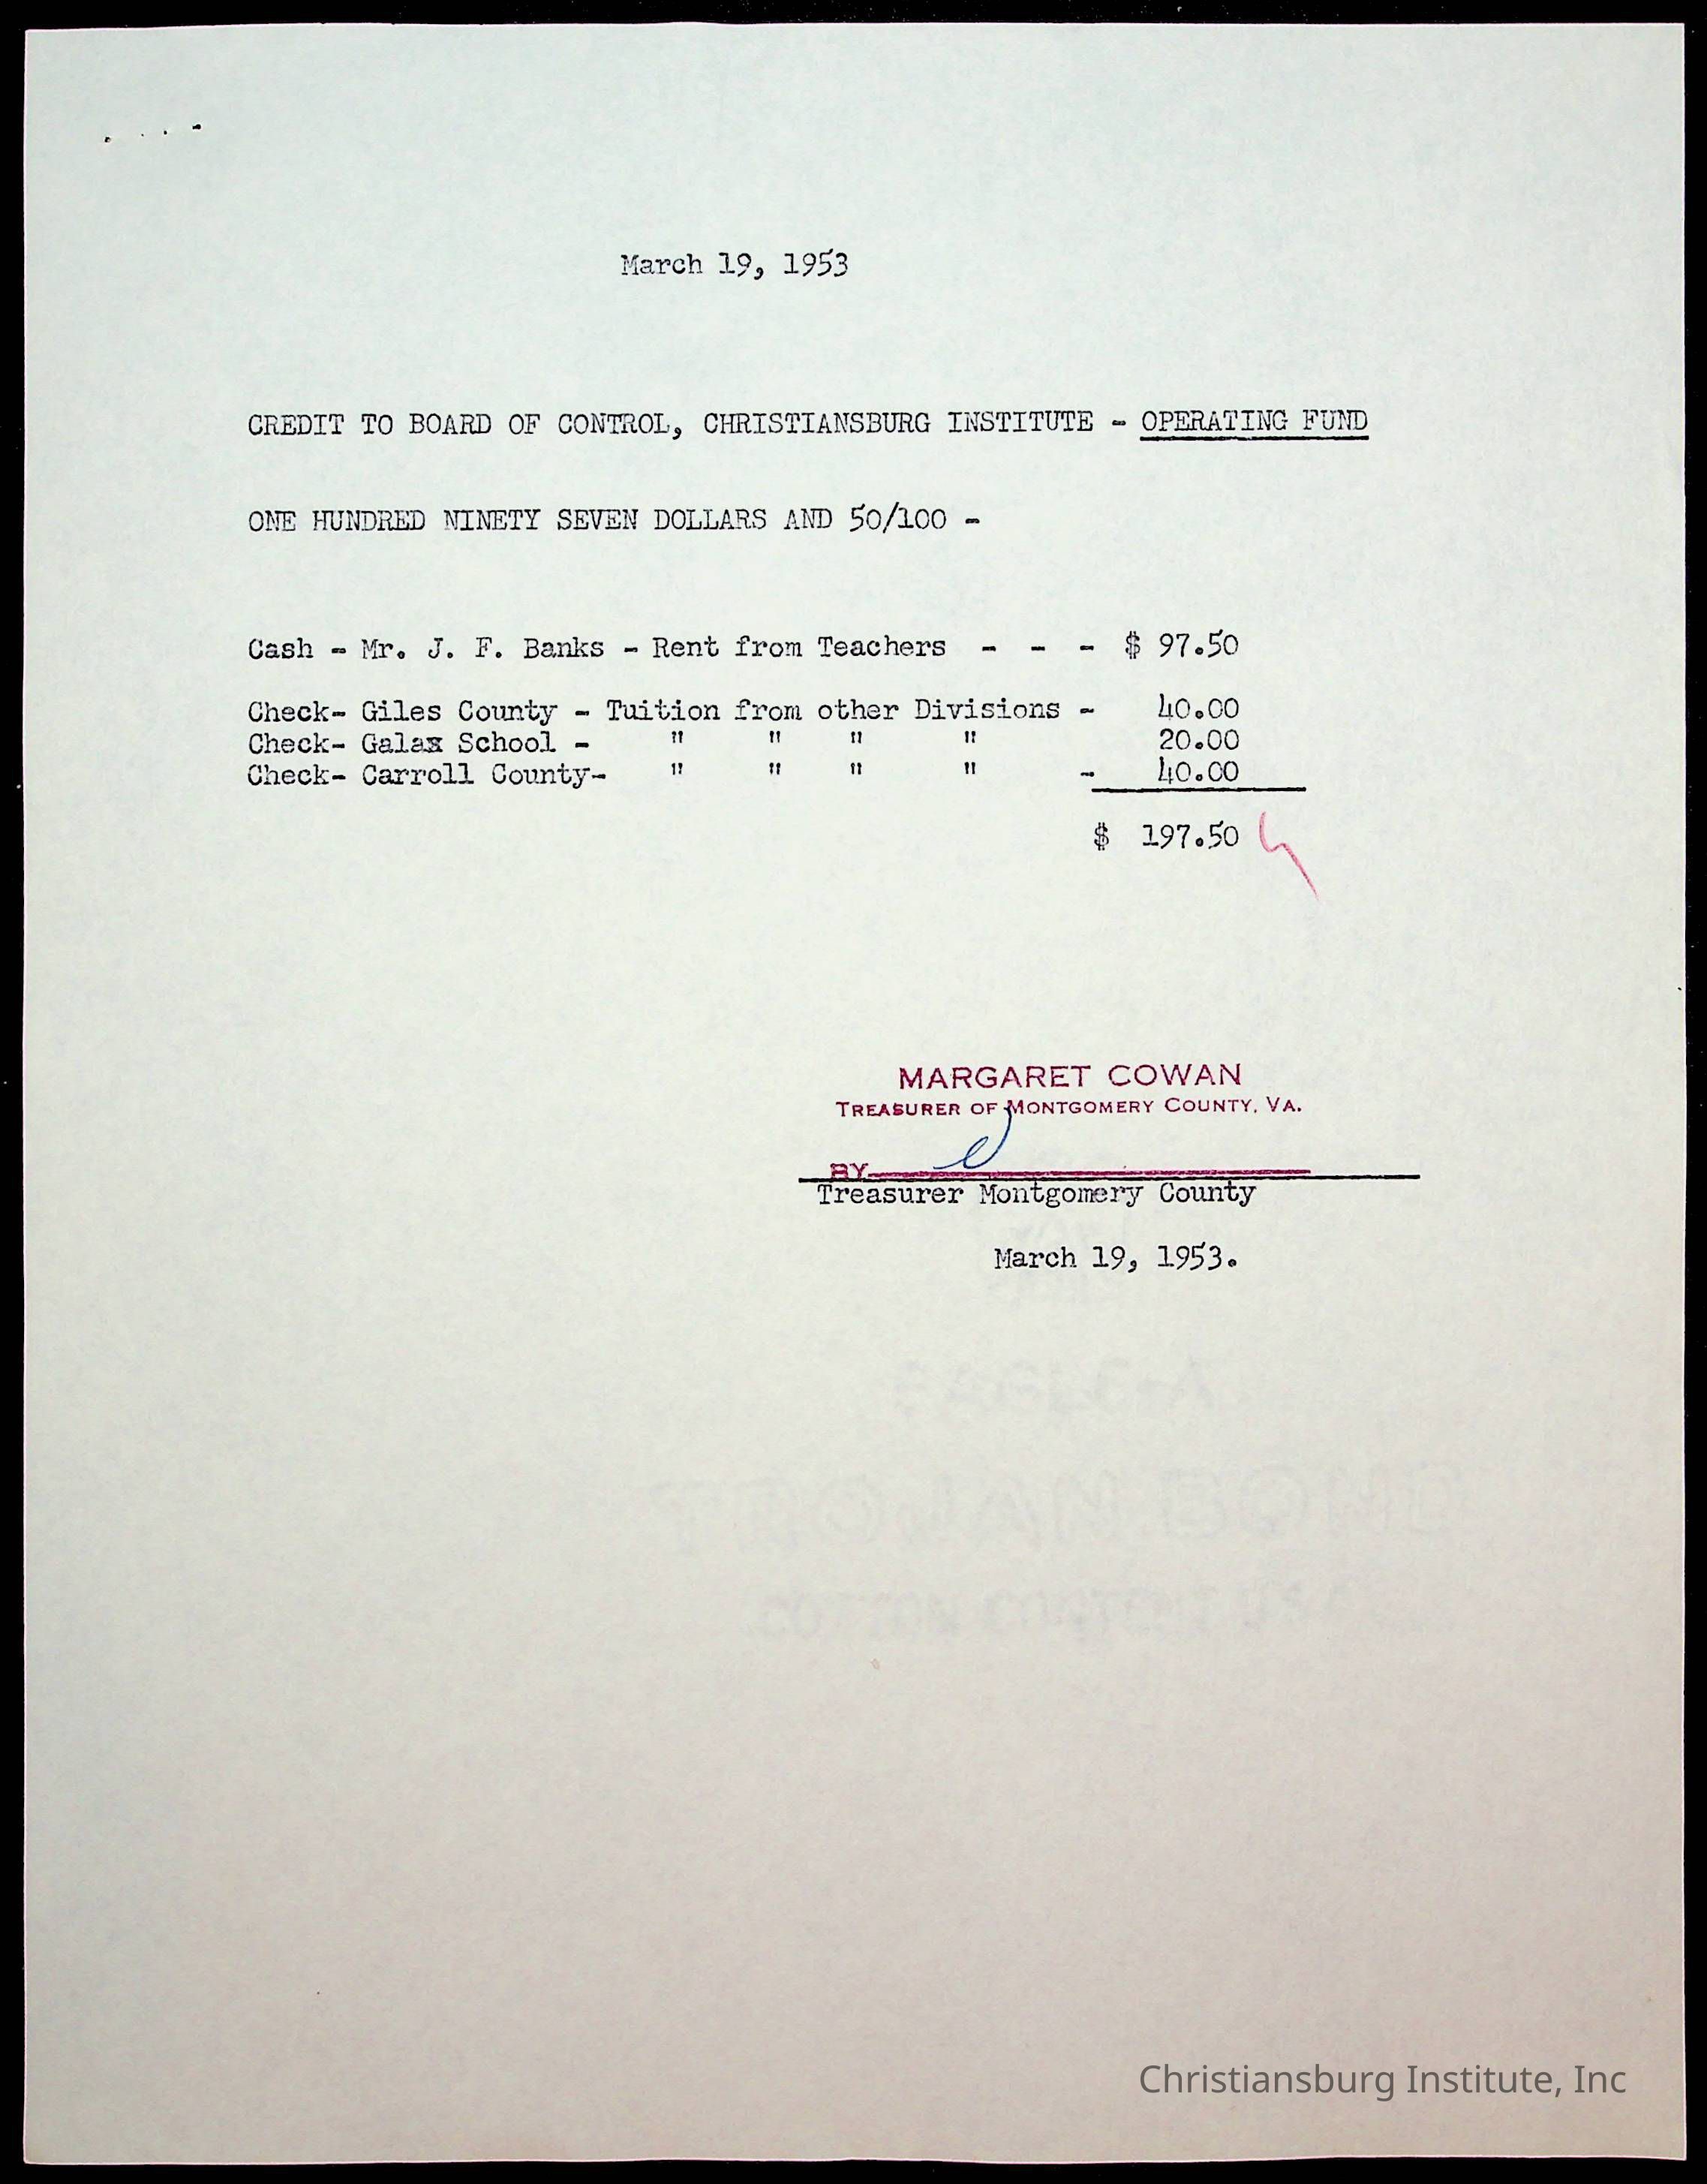 March 19, 1953
CREDIT TO BOARD OF CONTROL, CHRISTIANSBURG INSTITUTE - OPERATING FUND
ONE HUNDRED NINETY SEVEN DOLLARS AND 50/100 -
Cash - Mr. J. F. Banks - Rent from Teachers - - - $ 97.50
Check- Giles County - Tuition from other Divisions - 40.00
Check- Galax School - " " " " 20.00
Check- Carroll County- " " " " - 40.00
$ 197.50
MARGARET COWAN
TREASURER OF MONTGOMERY COUNTY, VA.
BY
Treasurer Montgomery County
March 19, 1953.
Christiansburg Institute, Inc